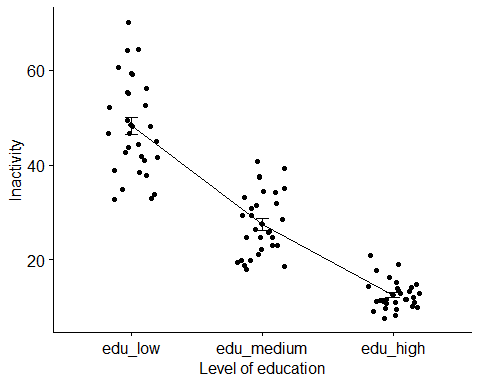 Inactivity
60
40
20
edu_low edu_medium edu_high
Level of education